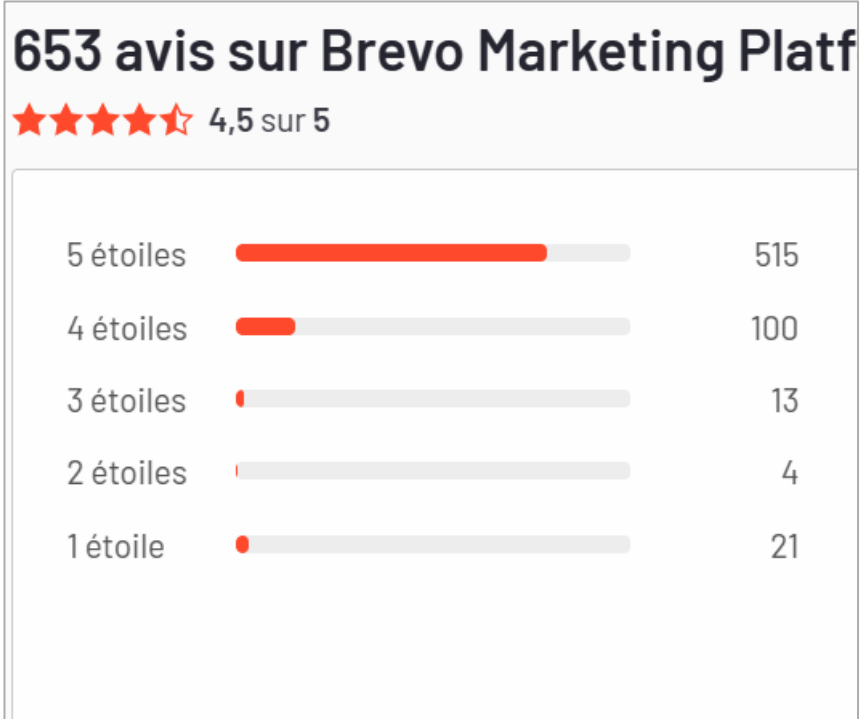 653 avis sur Brevo Marketing Platf
4,5 sur 5
5 étoiles 515
4 étoiles 100
3 étoiles 13
2 étoiles 4
1 étoile 21